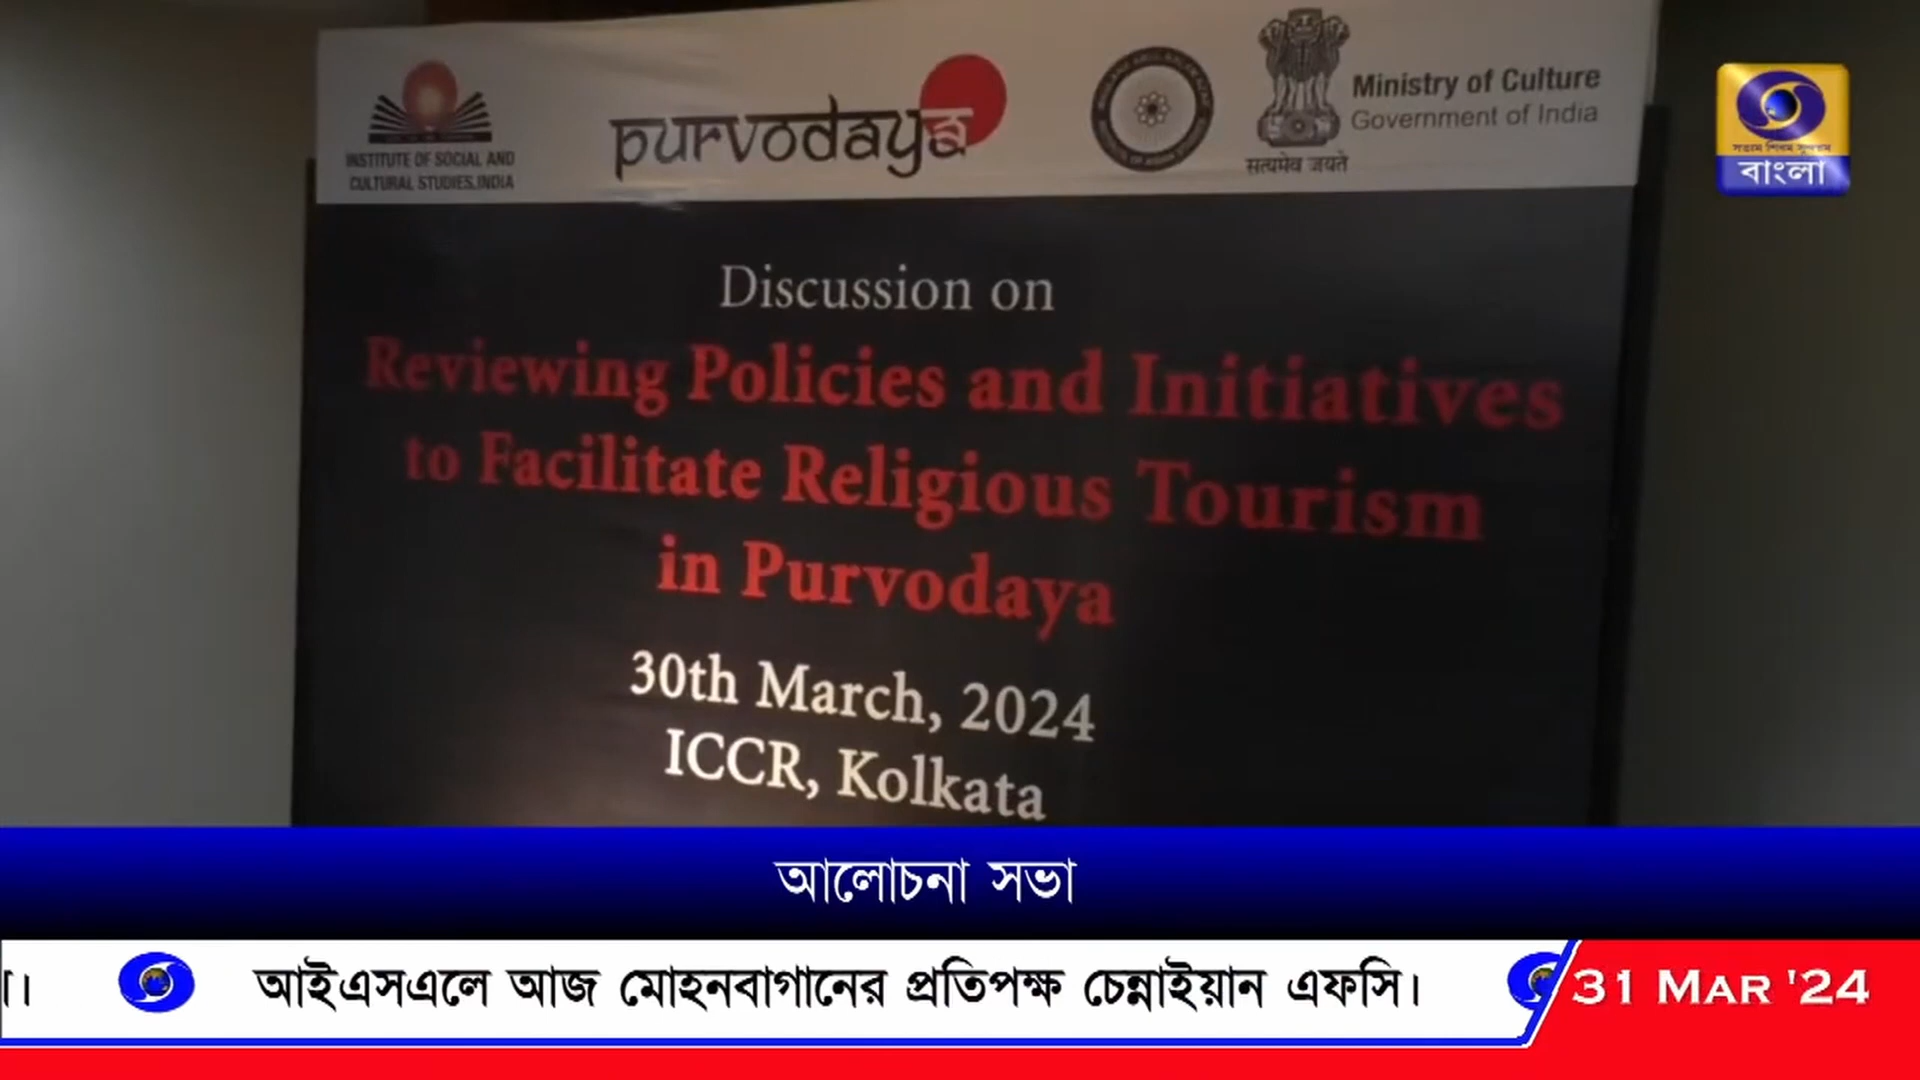 INSTITUTE OF SOCIAL AND
CULTURAL STUDIES,INDIA
purvodaya
सत्यमेव जयते
Ministry of Culture
Government of India
বাংলা
Discussion on
Reviewing Policies and Initiatives
to Facilitate Religious Tourism
in Purvodaya
30th March, 2024
ICCR, Kolkata
আলোচনা সভা
আইএসএলে আজ মোহনবাগানের প্রতিপক্ষ চেন্নাইয়ান এফসি।
31 MAR '24